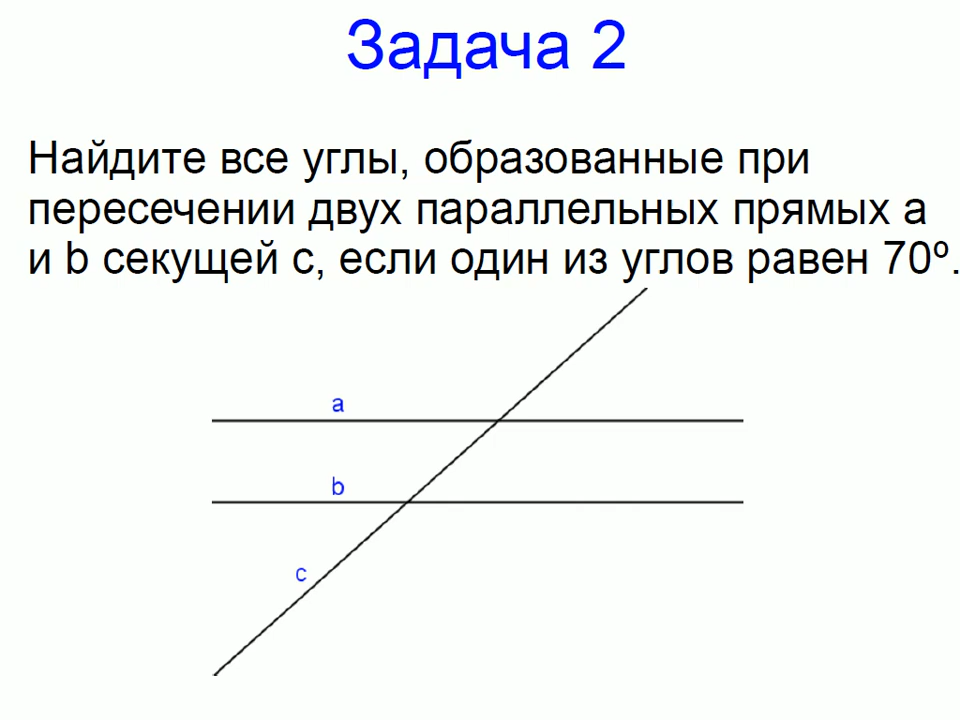 Задача 2
Найдите все углы, образованные при
пересечении двух параллельных прямых a
и b секущей c, если один из углов равен 70º.
a
b
c